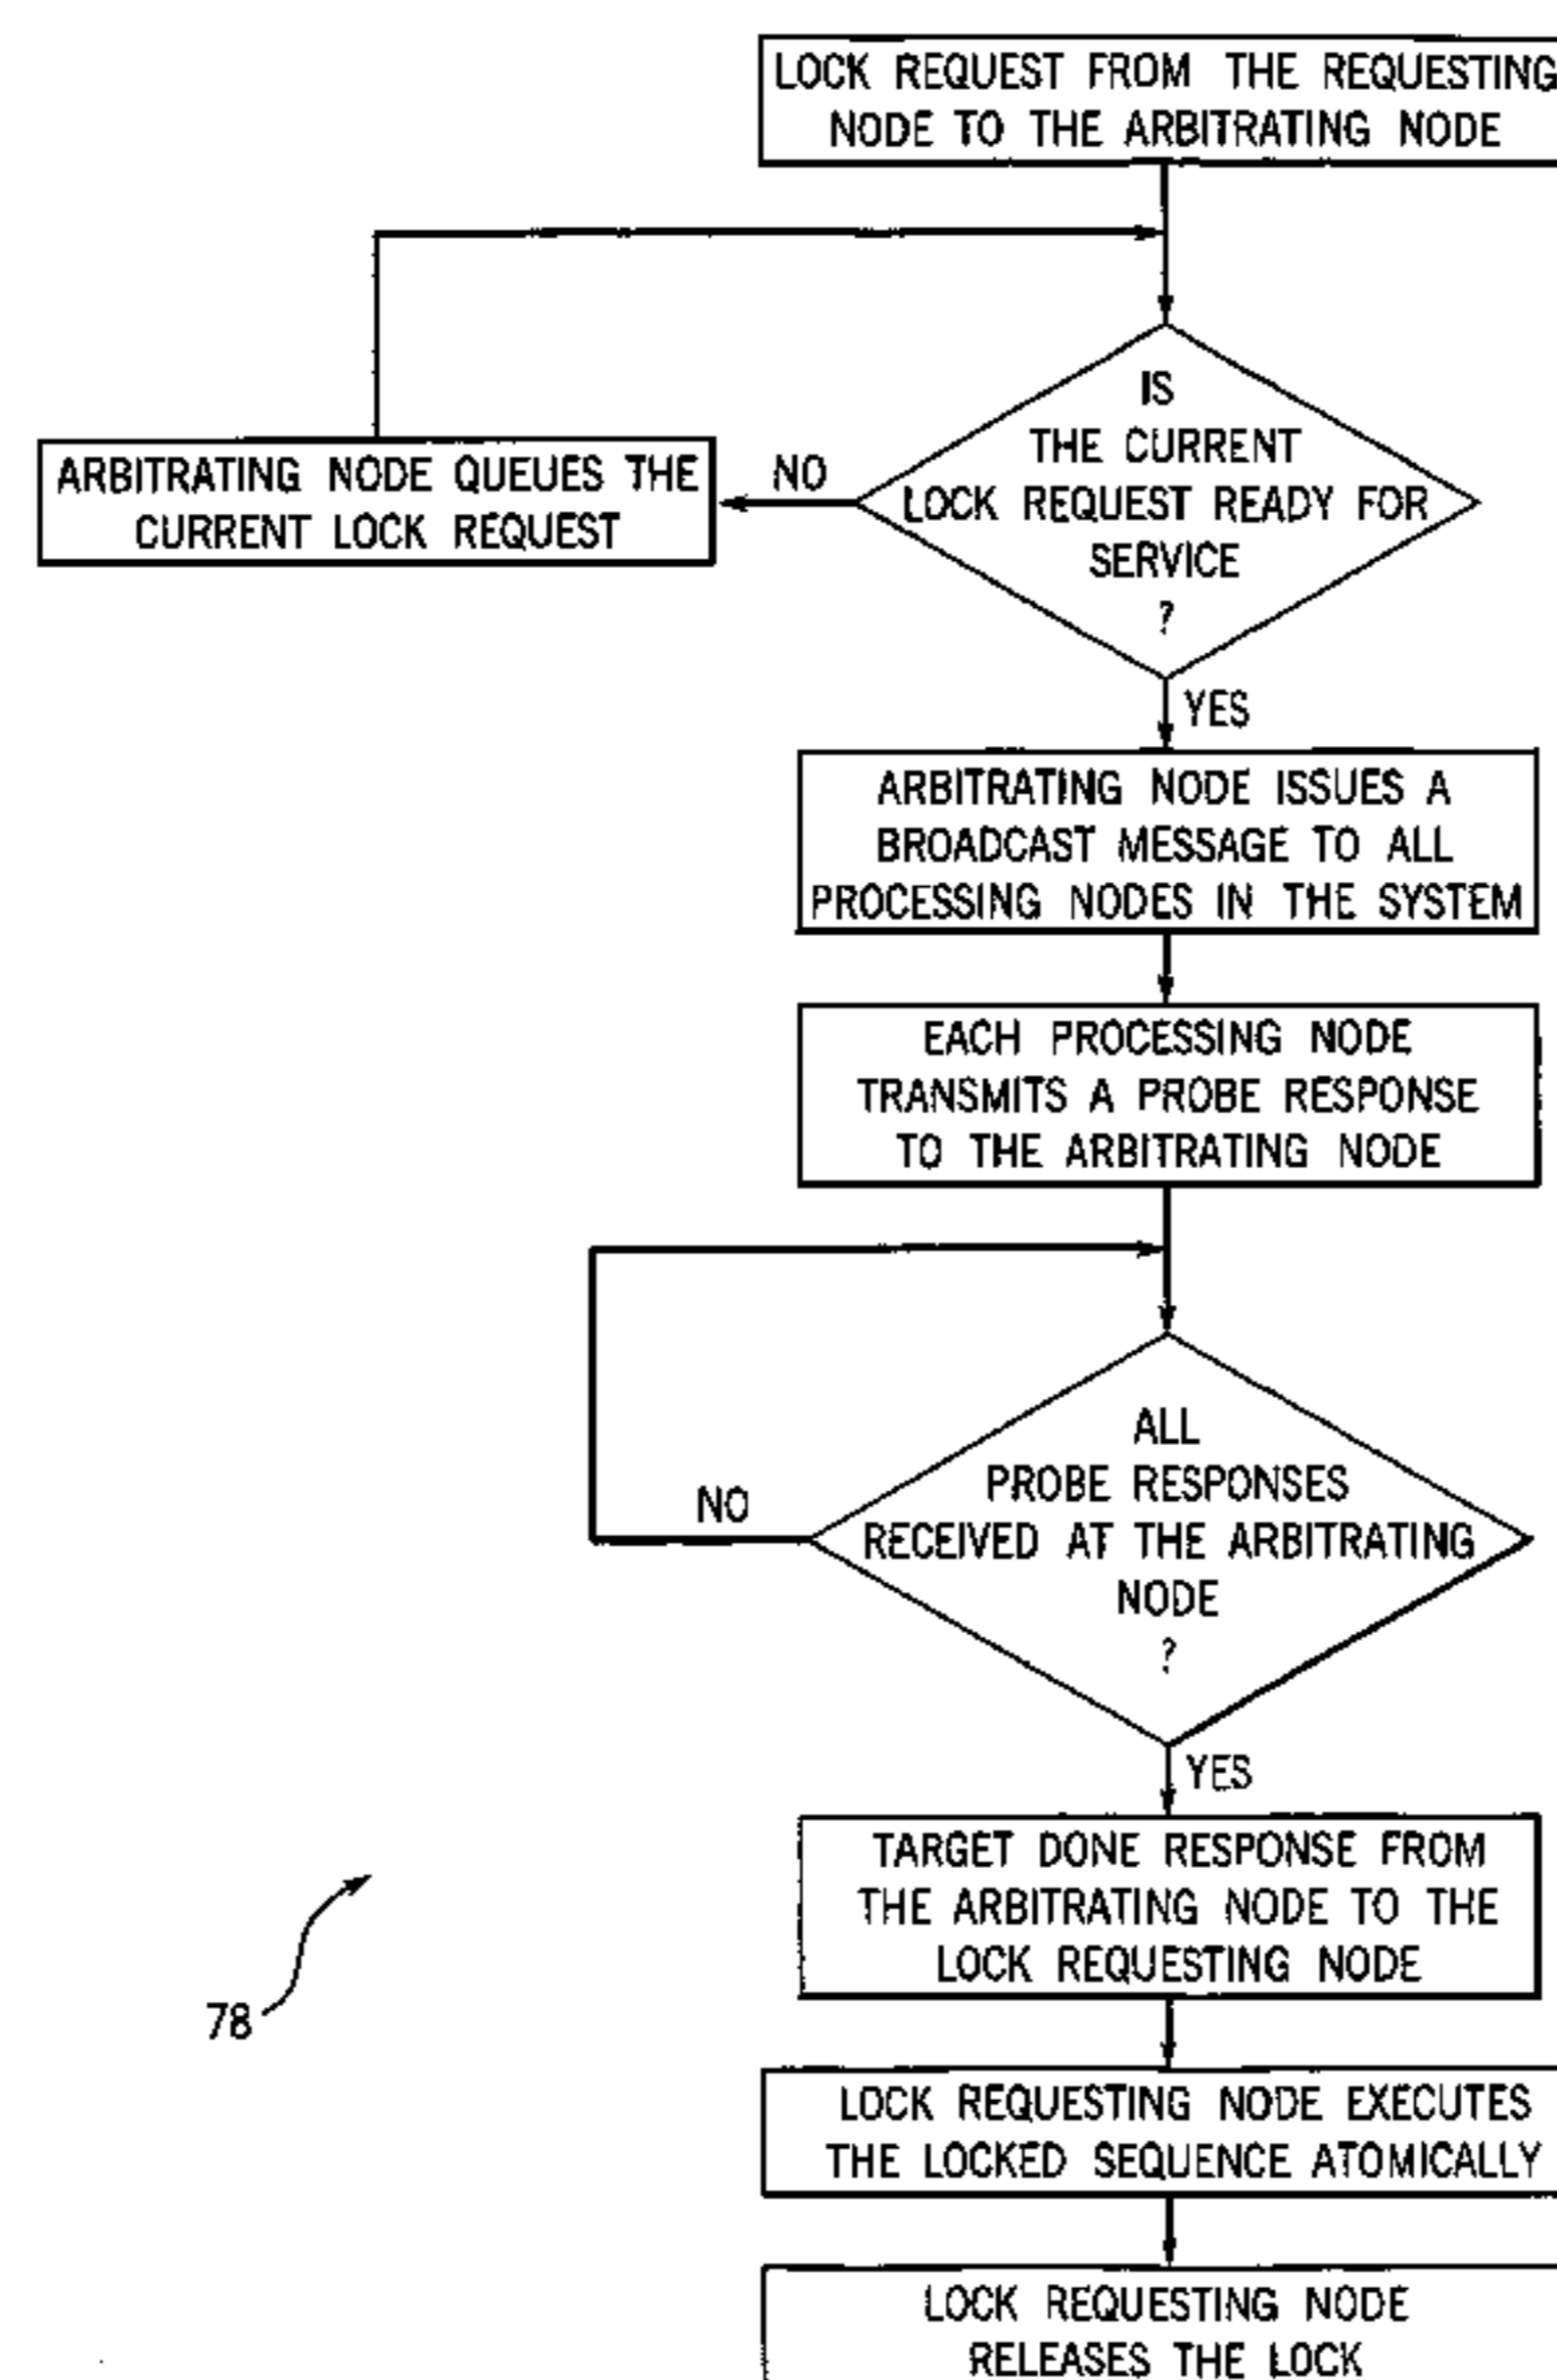 LOCK REQUEST FROM THE REQUESTING
NODE TO THE ARBITRATING NODE
IS
THE CURRENT
LOCK REQUEST READY FOR
SERVICE
?
NO
ARBITRATING NODE QUEUES THE
CURRENT LOCK REQUEST
YES
ARBITRATING NODE ISSUES A
BROADCAST MESSAGE TO ALL
PROCESSING NODES IN THE SYSTEM
EACH PROCESSING NODE
TRANSMITS A PROBE RESPONSE
TO THE ARBITRATING NODE
ALL
PROBE RESPONSES
RECEIVED AT THE ARBITRATING
NODE
?
NO
YES
TARGET DONE RESPONSE FROM
THE ARBITRATING NODE TO THE
LOCK REQUESTING NODE
78
LOCK REQUESTING NODE EXECUTES
THE LOCKED SEQUENCE ATOMICALLY
LOCK REQUESTING NODE
RELEASES THE LOCK